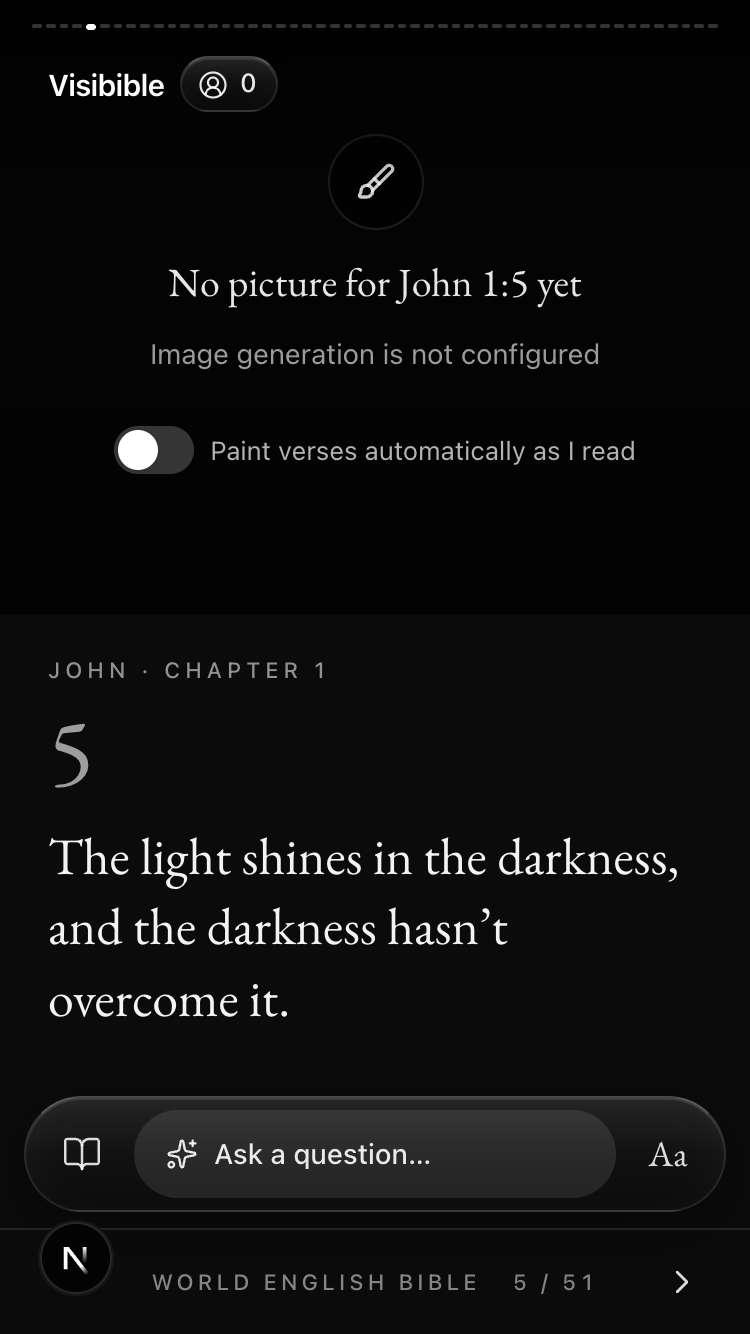 Visibible
0
No picture for John 1:5 yet
Image generation is not configured
Paint verses automatically as I read
JOHN · CHAPTER 1
5
The light shines in the darkness,
and the darkness hasn’t
overcome it.
Ask a question...
Aa
N
WORLD ENGLISH BIBLE 5 / 51